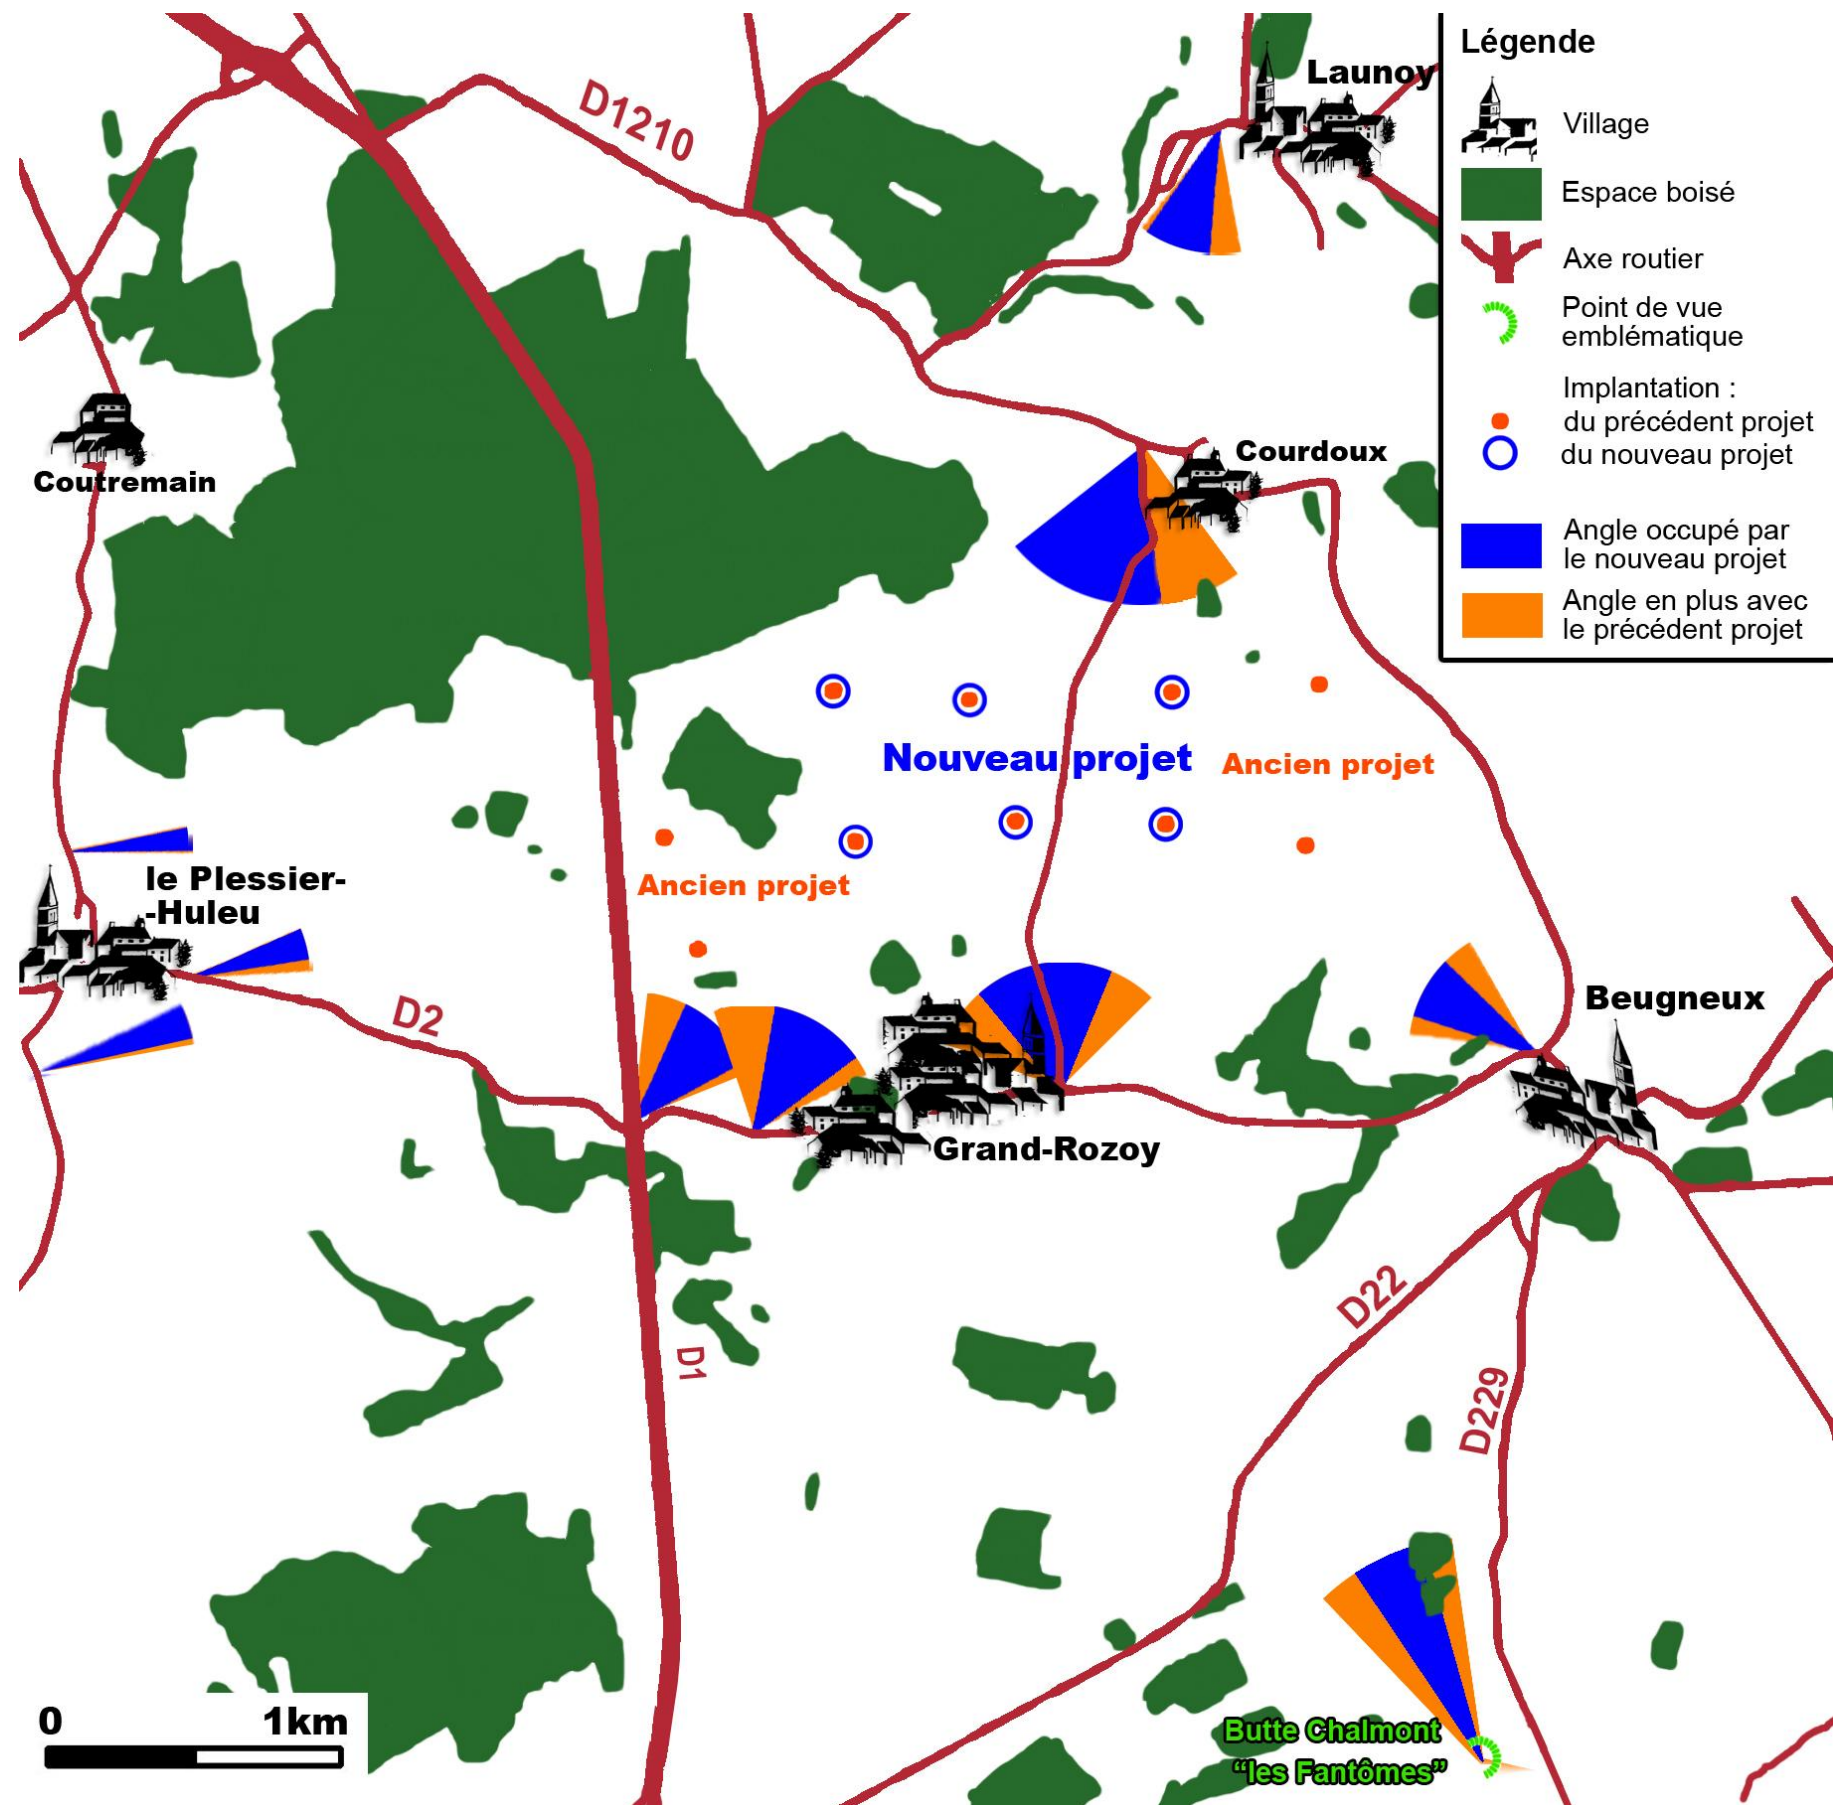 Légende
Launoy
Village
D1210
Espace boisé
Axe routier
Point de vue
emblématique
Implantation :
du précédent projet
du nouveau projet
Courdoux
Coutremain
Angle occupé par
le nouveau projet
Angle en plus avec
le précédent projet
Nouveau projet
Ancien projet
le Plessier-
-Huleu
Ancien projet
D2
Beugneux
Grand-Rozoy
D22
D1
D229
0
1km
Butte Chalmont
“les Fantômes”